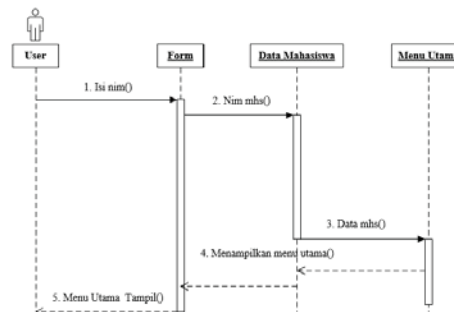 User
Form
Data Mahasiswa
Menu Utam
1. Isi nim()
2. Nim mhs()
3. Data mhs()
4. Menampilkan menu utama()
5. Menu Utama Tampil()